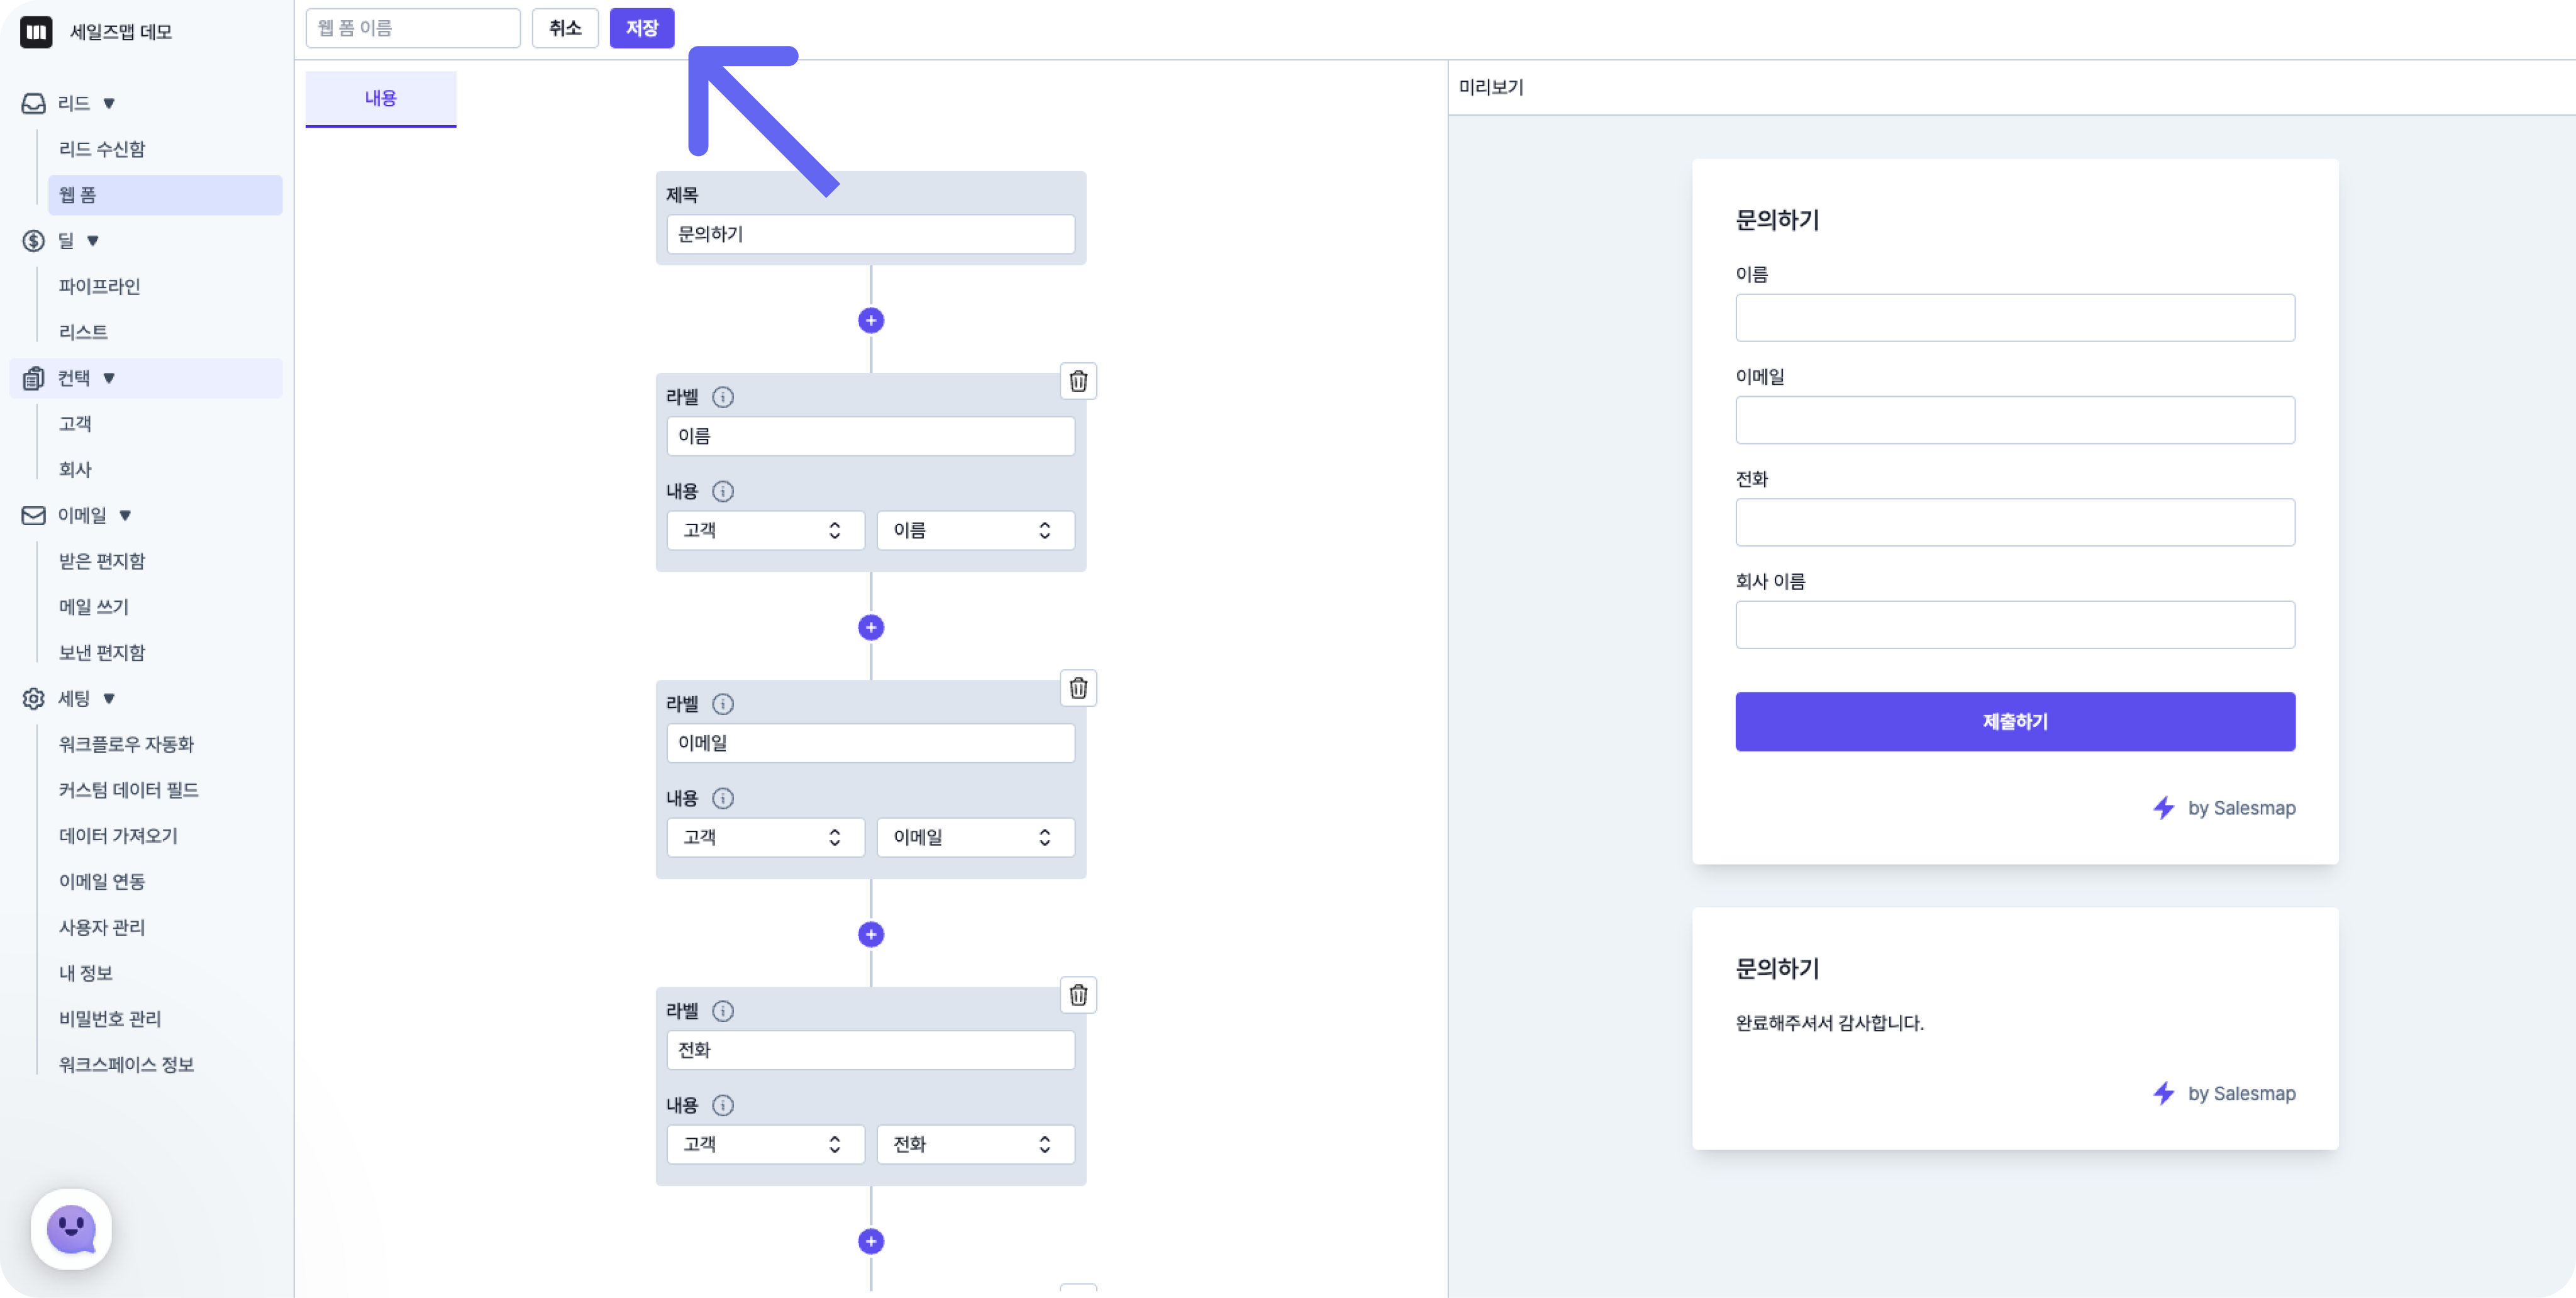 세일즈맵 데모
리드 ▼
리드 수신함
웹 폼
딜 ▼
파이프라인
리스트
컨택 ▼
고객
회사
이메일 ▼
받은 편지함
메일 쓰기
보낸 편지함
세팅 ▼
워크플로우 자동화
커스텀 데이터 필드
데이터 가져오기
이메일 연동
사용자 관리
내 정보
비밀번호 관리
워크스페이스 정보
웹 폼 이름 취소 저장
내용
제목
문의하기
라벨
이름
내용
고객 이름
라벨
이메일
내용
고객 이메일
라벨
전화
내용
고객 전화
미리보기
문의하기
이름
이메일
전화
회사 이름
제출하기
by Salesmap
문의하기
완료해주셔서 감사합니다.
by Salesmap